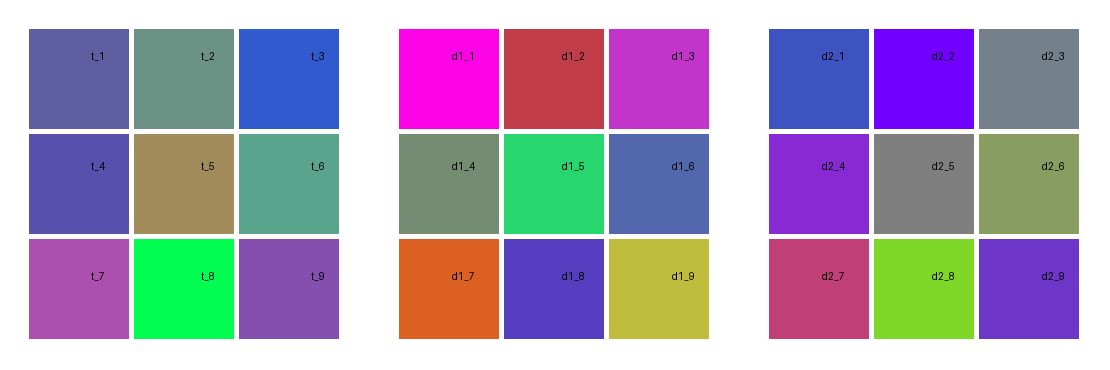 t_1 t_2 t_3 d1_1 d1_2 d1_3 d2_1 d2_2 d2_3
t_4 t_5 t_6 d1_4 d1_5 d1_6 d2_4 d2_5 d2_6
t_7 t_8 t_9 d1_7 d1_8 d1_9 d2_7 d2_8 d2_9